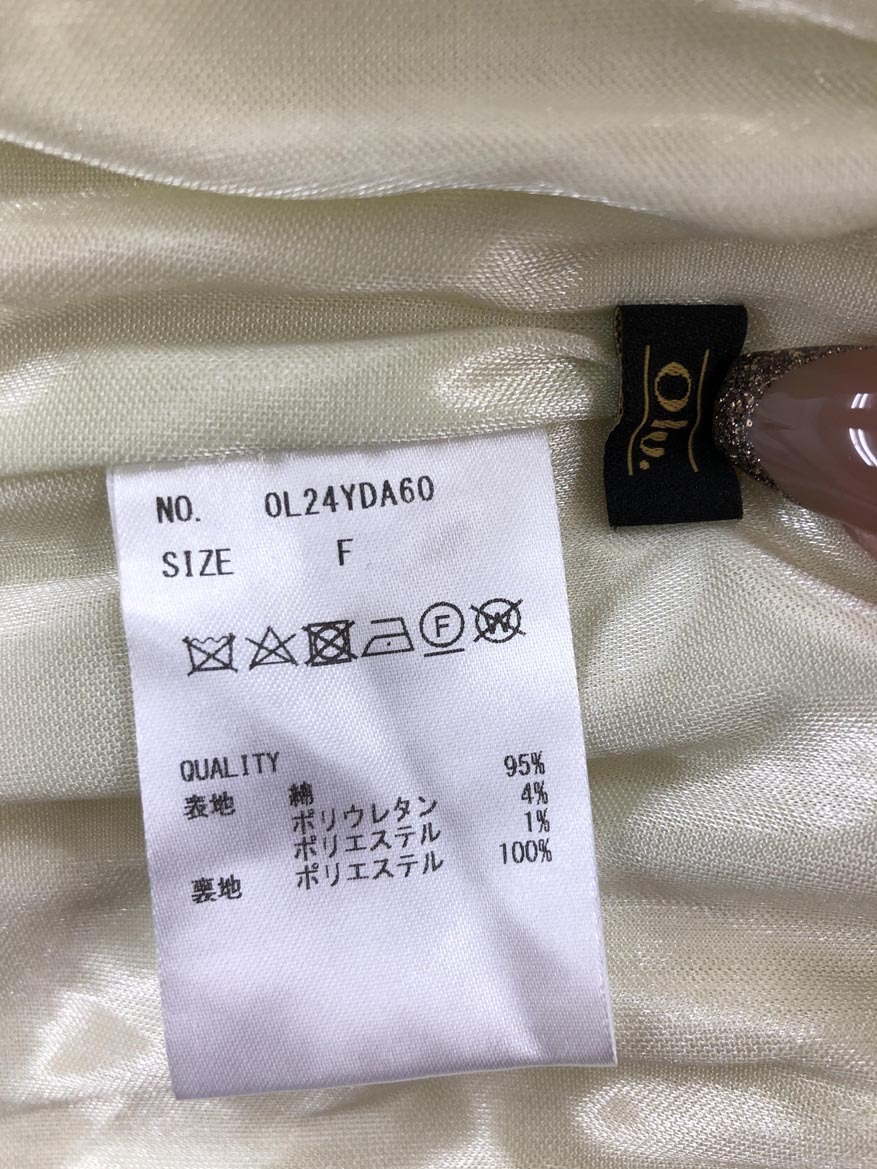 Olu.
NO. OL24YDA60
SIZE F
F W
QUALITY
表地 綿 95%
ポリウレタン 4%
ポリエステル 1%
裏地 ポリエステル 100%